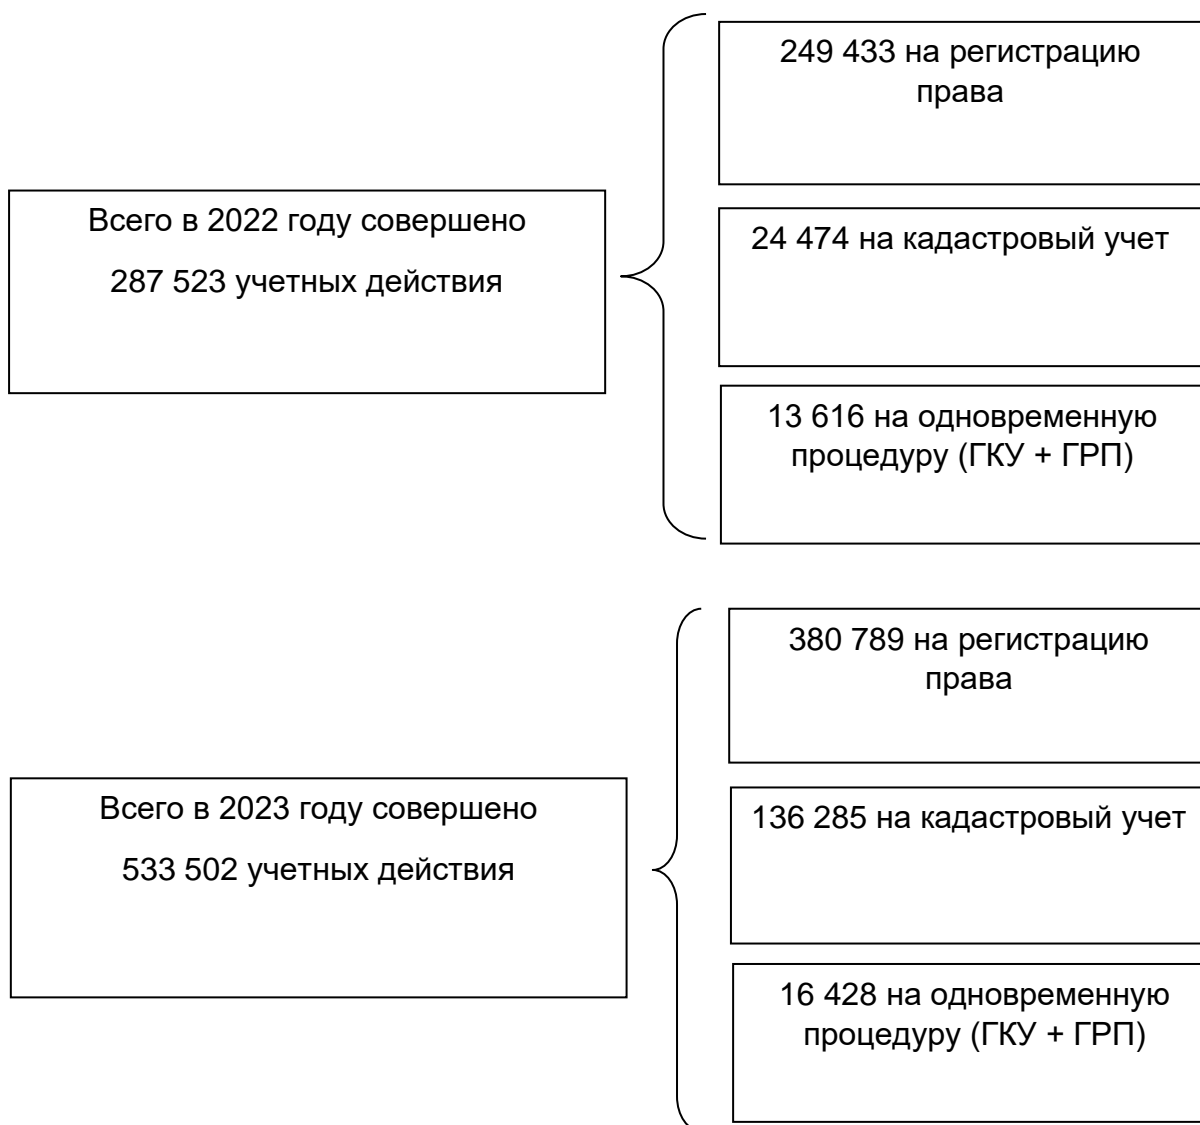 Всего в 2022 году совершено
287 523 учетных действия
249 433 на регистрацию
права
24 474 на кадастровый учет
13 616 на одновременную
процедуру (ГКУ + ГРП)
Всего в 2023 году совершено
533 502 учетных действия
380 789 на регистрацию
права
136 285 на кадастровый учет
16 428 на одновременную
процедуру (ГКУ + ГРП)